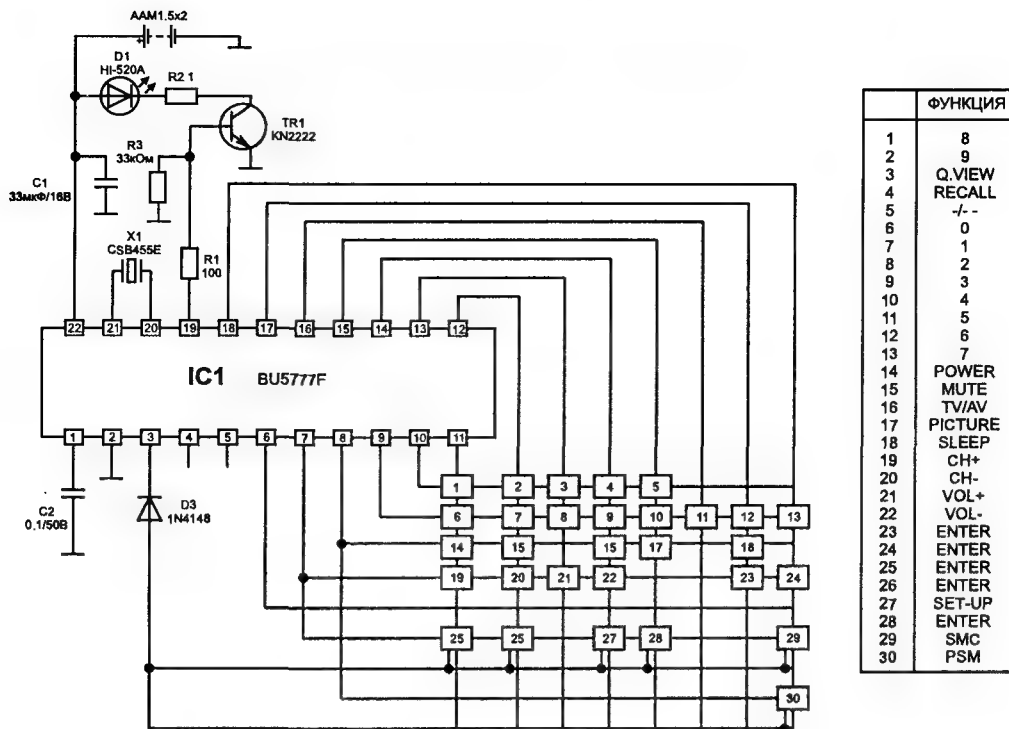 AAM1.5x2
D1
HI-520A
R2 1
TR1
KN2222
R3
33кОм
C1
33мкФ/16В
X1
CSB455E
R1
100
22 21 20 19 18 17 16 15 14 13 12
IC1 BU5777F
1 2 3 4 5 6 7 8 9 10 11
C2
0,1/50В
D3
1N4148
1 2 3 4 5
6 7 8 9 10 11 12 13
14 15 15 17 18
19 20 21 22 23 24
25 25 27 28 29
30
ФУНКЦИЯ
1 8
2 9
3 Q.VIEW
4 RECALL
5 -/- -
6 0
7 1
8 2
9 3
10 4
11 5
12 6
13 7
14 POWER
15 MUTE
16 TV/AV
17 PICTURE
18 SLEEP
19 CH+
20 CH-
21 VOL+
22 VOL-
23 ENTER
24 ENTER
25 ENTER
26 ENTER
27 SET-UP
28 ENTER
29 SMC
30 PSM